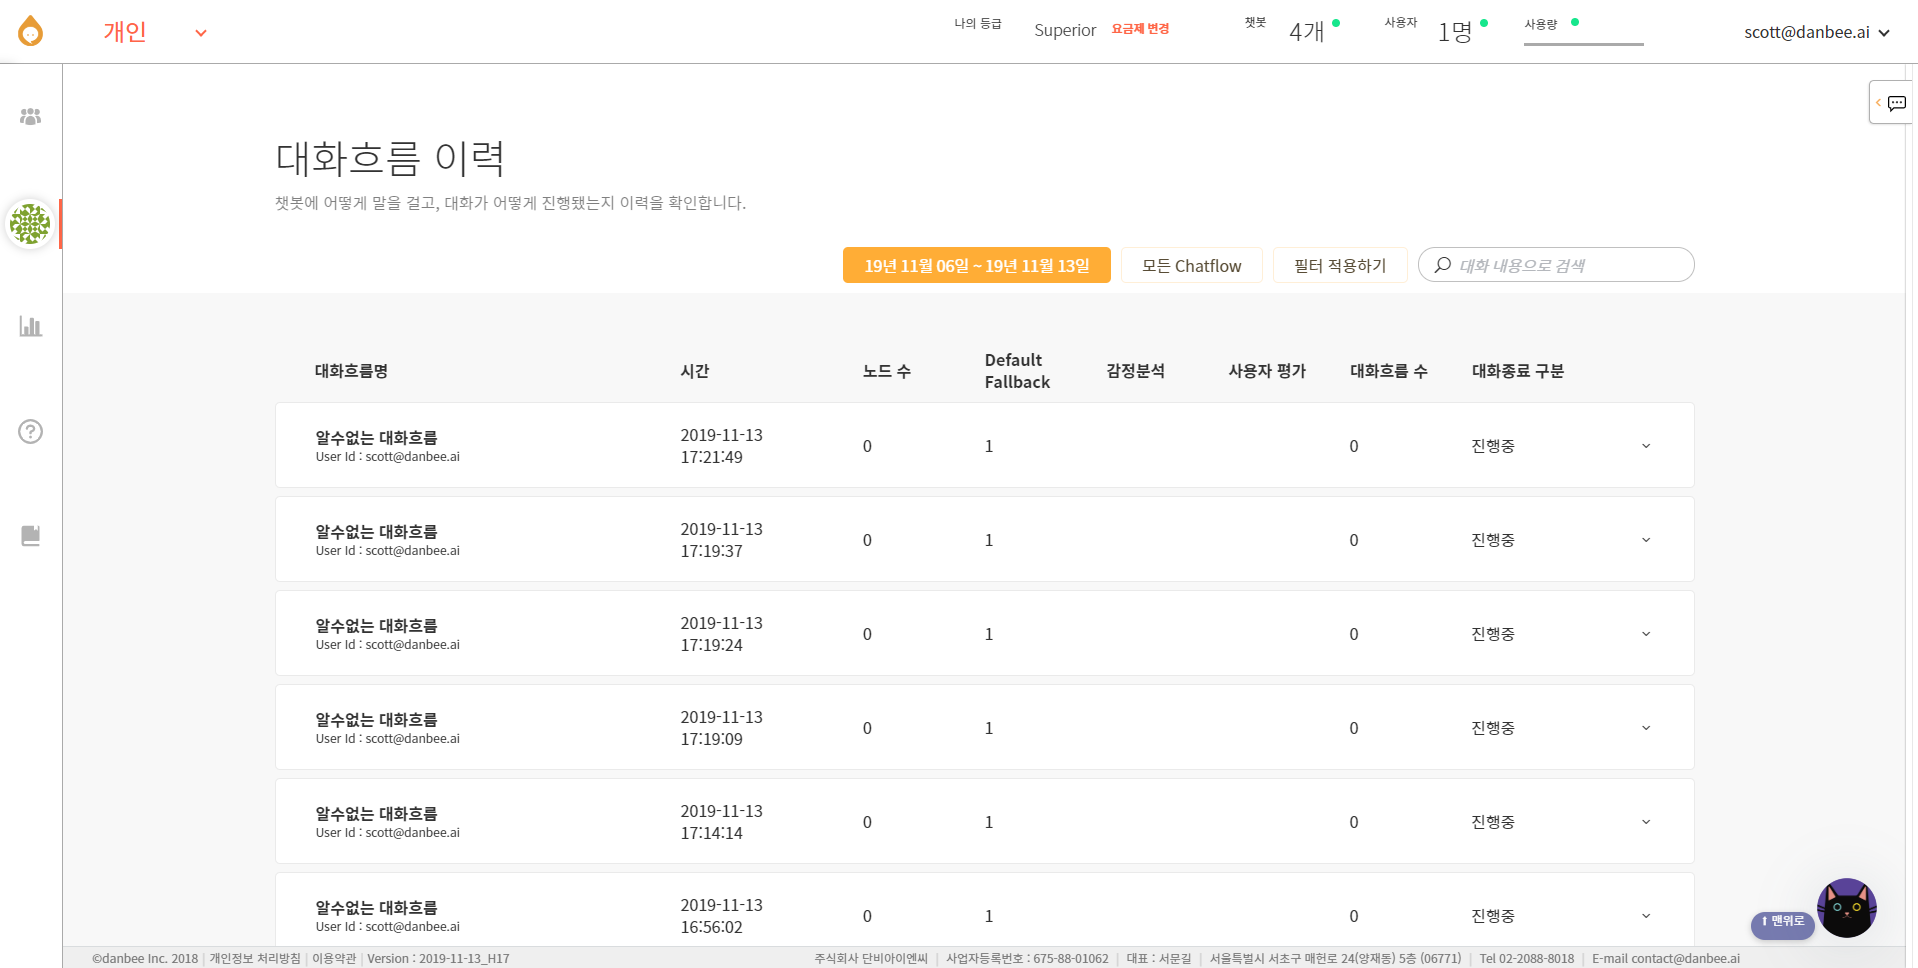 개인
나의 등급 Superior 요금제 변경 챗봇 4개 사용자 1명 사용량 scott@danbee.ai
대화흐름 이력
챗봇에 어떻게 말을 걸고, 대화가 어떻게 진행됐는지 이력을 확인합니다.
19년 11월 06일 ~ 19년 11월 13일 모든 Chatflow 필터 적용하기 대화 내용으로 검색
대화흐름명 시간 노드 수 Default Fallback 감정분석 사용자 평가 대화흐름 수 대화종료 구분
알수없는 대화흐름
User Id : scott@danbee.ai
2019-11-13
17:21:49
0 1 0 진행중
알수없는 대화흐름
User Id : scott@danbee.ai
2019-11-13
17:19:37
0 1 0 진행중
알수없는 대화흐름
User Id : scott@danbee.ai
2019-11-13
17:19:24
0 1 0 진행중
알수없는 대화흐름
User Id : scott@danbee.ai
2019-11-13
17:19:09
0 1 0 진행중
알수없는 대화흐름
User Id : scott@danbee.ai
2019-11-13
17:14:14
0 1 0 진행중
알수없는 대화흐름
User Id : scott@danbee.ai
2019-11-13
16:56:02
0 1 0 진행중
⬆ 맨위로
©danbee Inc. 2018 | 개인정보 처리방침 | 이용약관 | Version : 2019-11-13_H17 주식회사 단비아이엔씨 | 사업자등록번호 : 675-88-01062 | 대표 : 서문길 | 서울특별시 서초구 매헌로 24(양재동) 5층 (06771) | Tel 02-2088-8018 | E-mail contact@danbee.ai